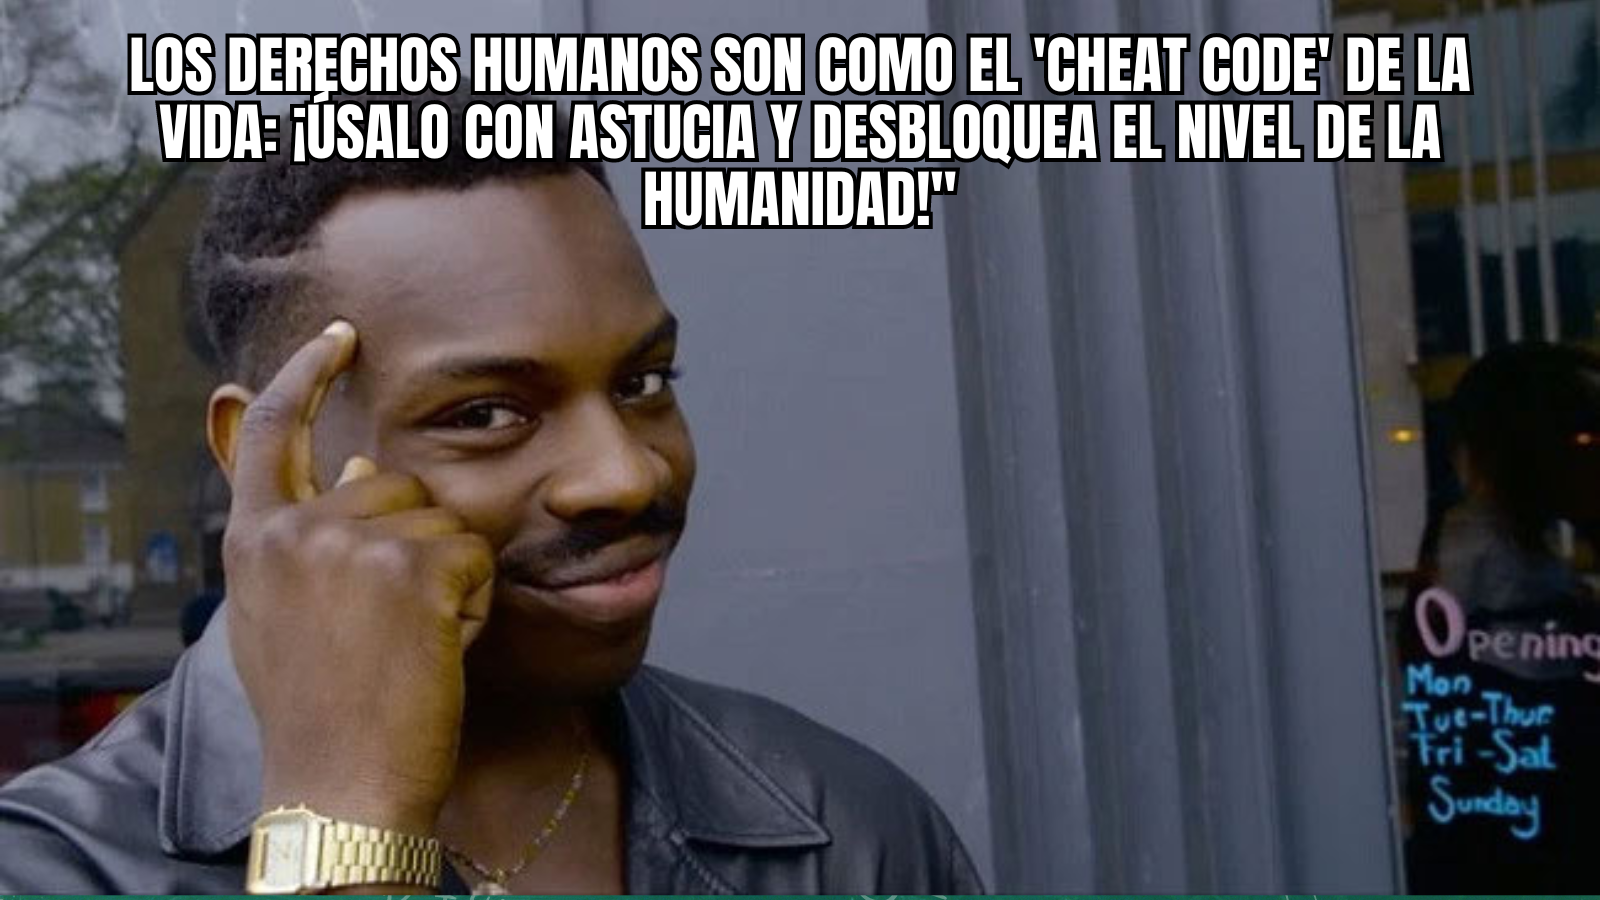 LOS DERECHOS HUMANOS SON COMO EL 'CHEAT CODE' DE LA
VIDA: ¡ÚSALO CON ASTUCIA Y DESBLOQUEA EL NIVEL DE LA
HUMANIDAD!"
Opening
Mon
Tue-Thur
Fri -Sat
Sunday